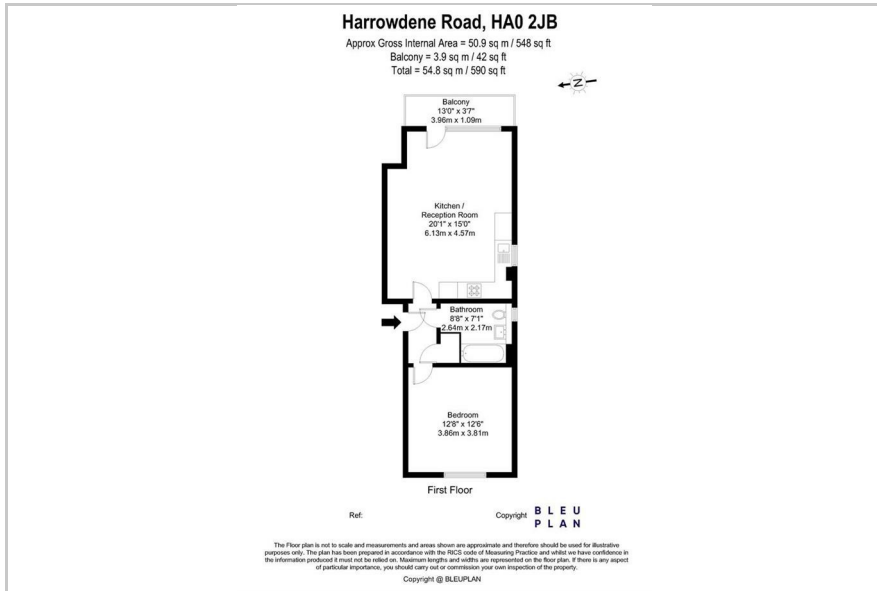 Harrowdene Road, HA0 2JB
Approx Gross Internal Area = 50.9 sq m / 548 sq ft
Balcony = 3.9 sq m / 42 sq ft
Total = 54.8 sq m / 590 sq ft
N
Balcony
13'0" x 3'7"
3.96m x 1.09m
Kitchen /
Reception Room
20'1" x 15'0"
6.13m x 4.57m
Bathroom
8'8" x 7'1"
2.64m x 2.17m
Bedroom
12'8" x 12'6"
3.86m x 3.81m
First Floor
Ref:
Copyright
BLEU
PLAN
The Floor plan is not to scale and measurements and areas shown are approximate and therefore should be used for illustrative
purposes only. The plan has been prepared in accordance with the RICS code of Measuring Practice and whilst we have confidence in
the information produced it must not be relied on. Maximum lengths and widths are represented on the floor plan. If there is any aspect
of particular importance, you should carry out or commission your own inspection of the property.
Copyright @ BLEUPLAN